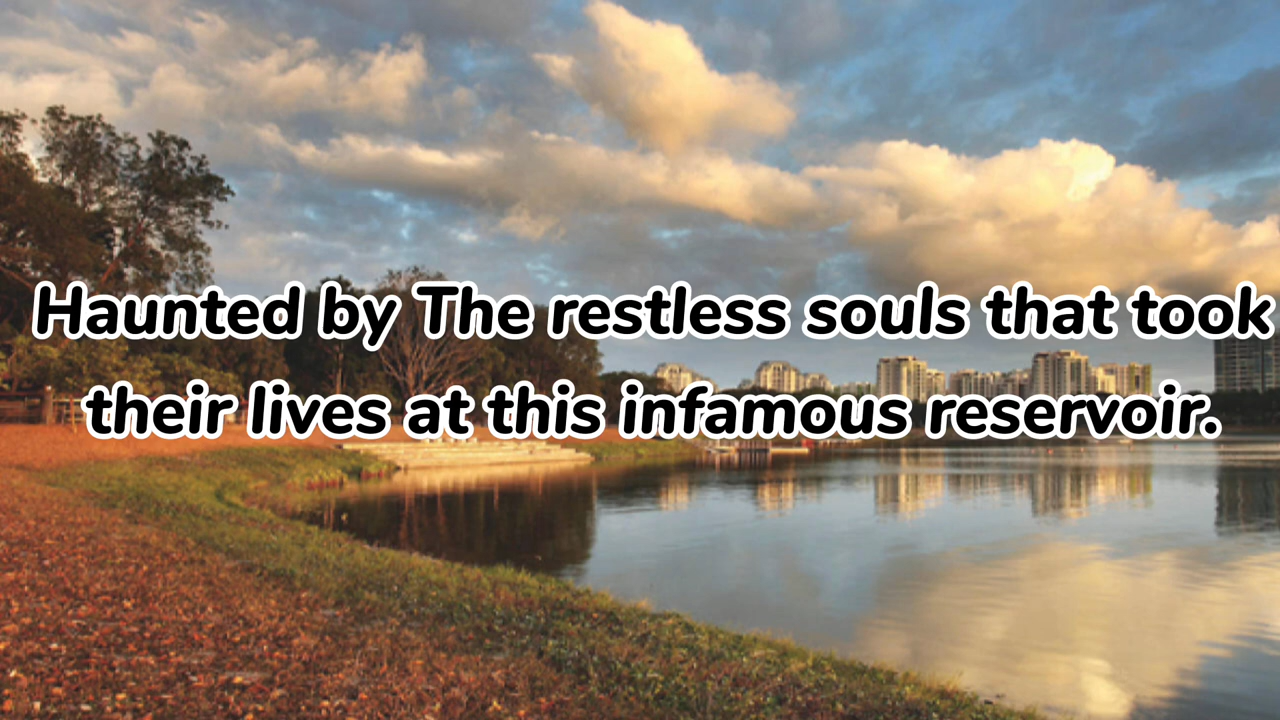 Haunted by The restless souls that took
their lives at this infamous reservoir.